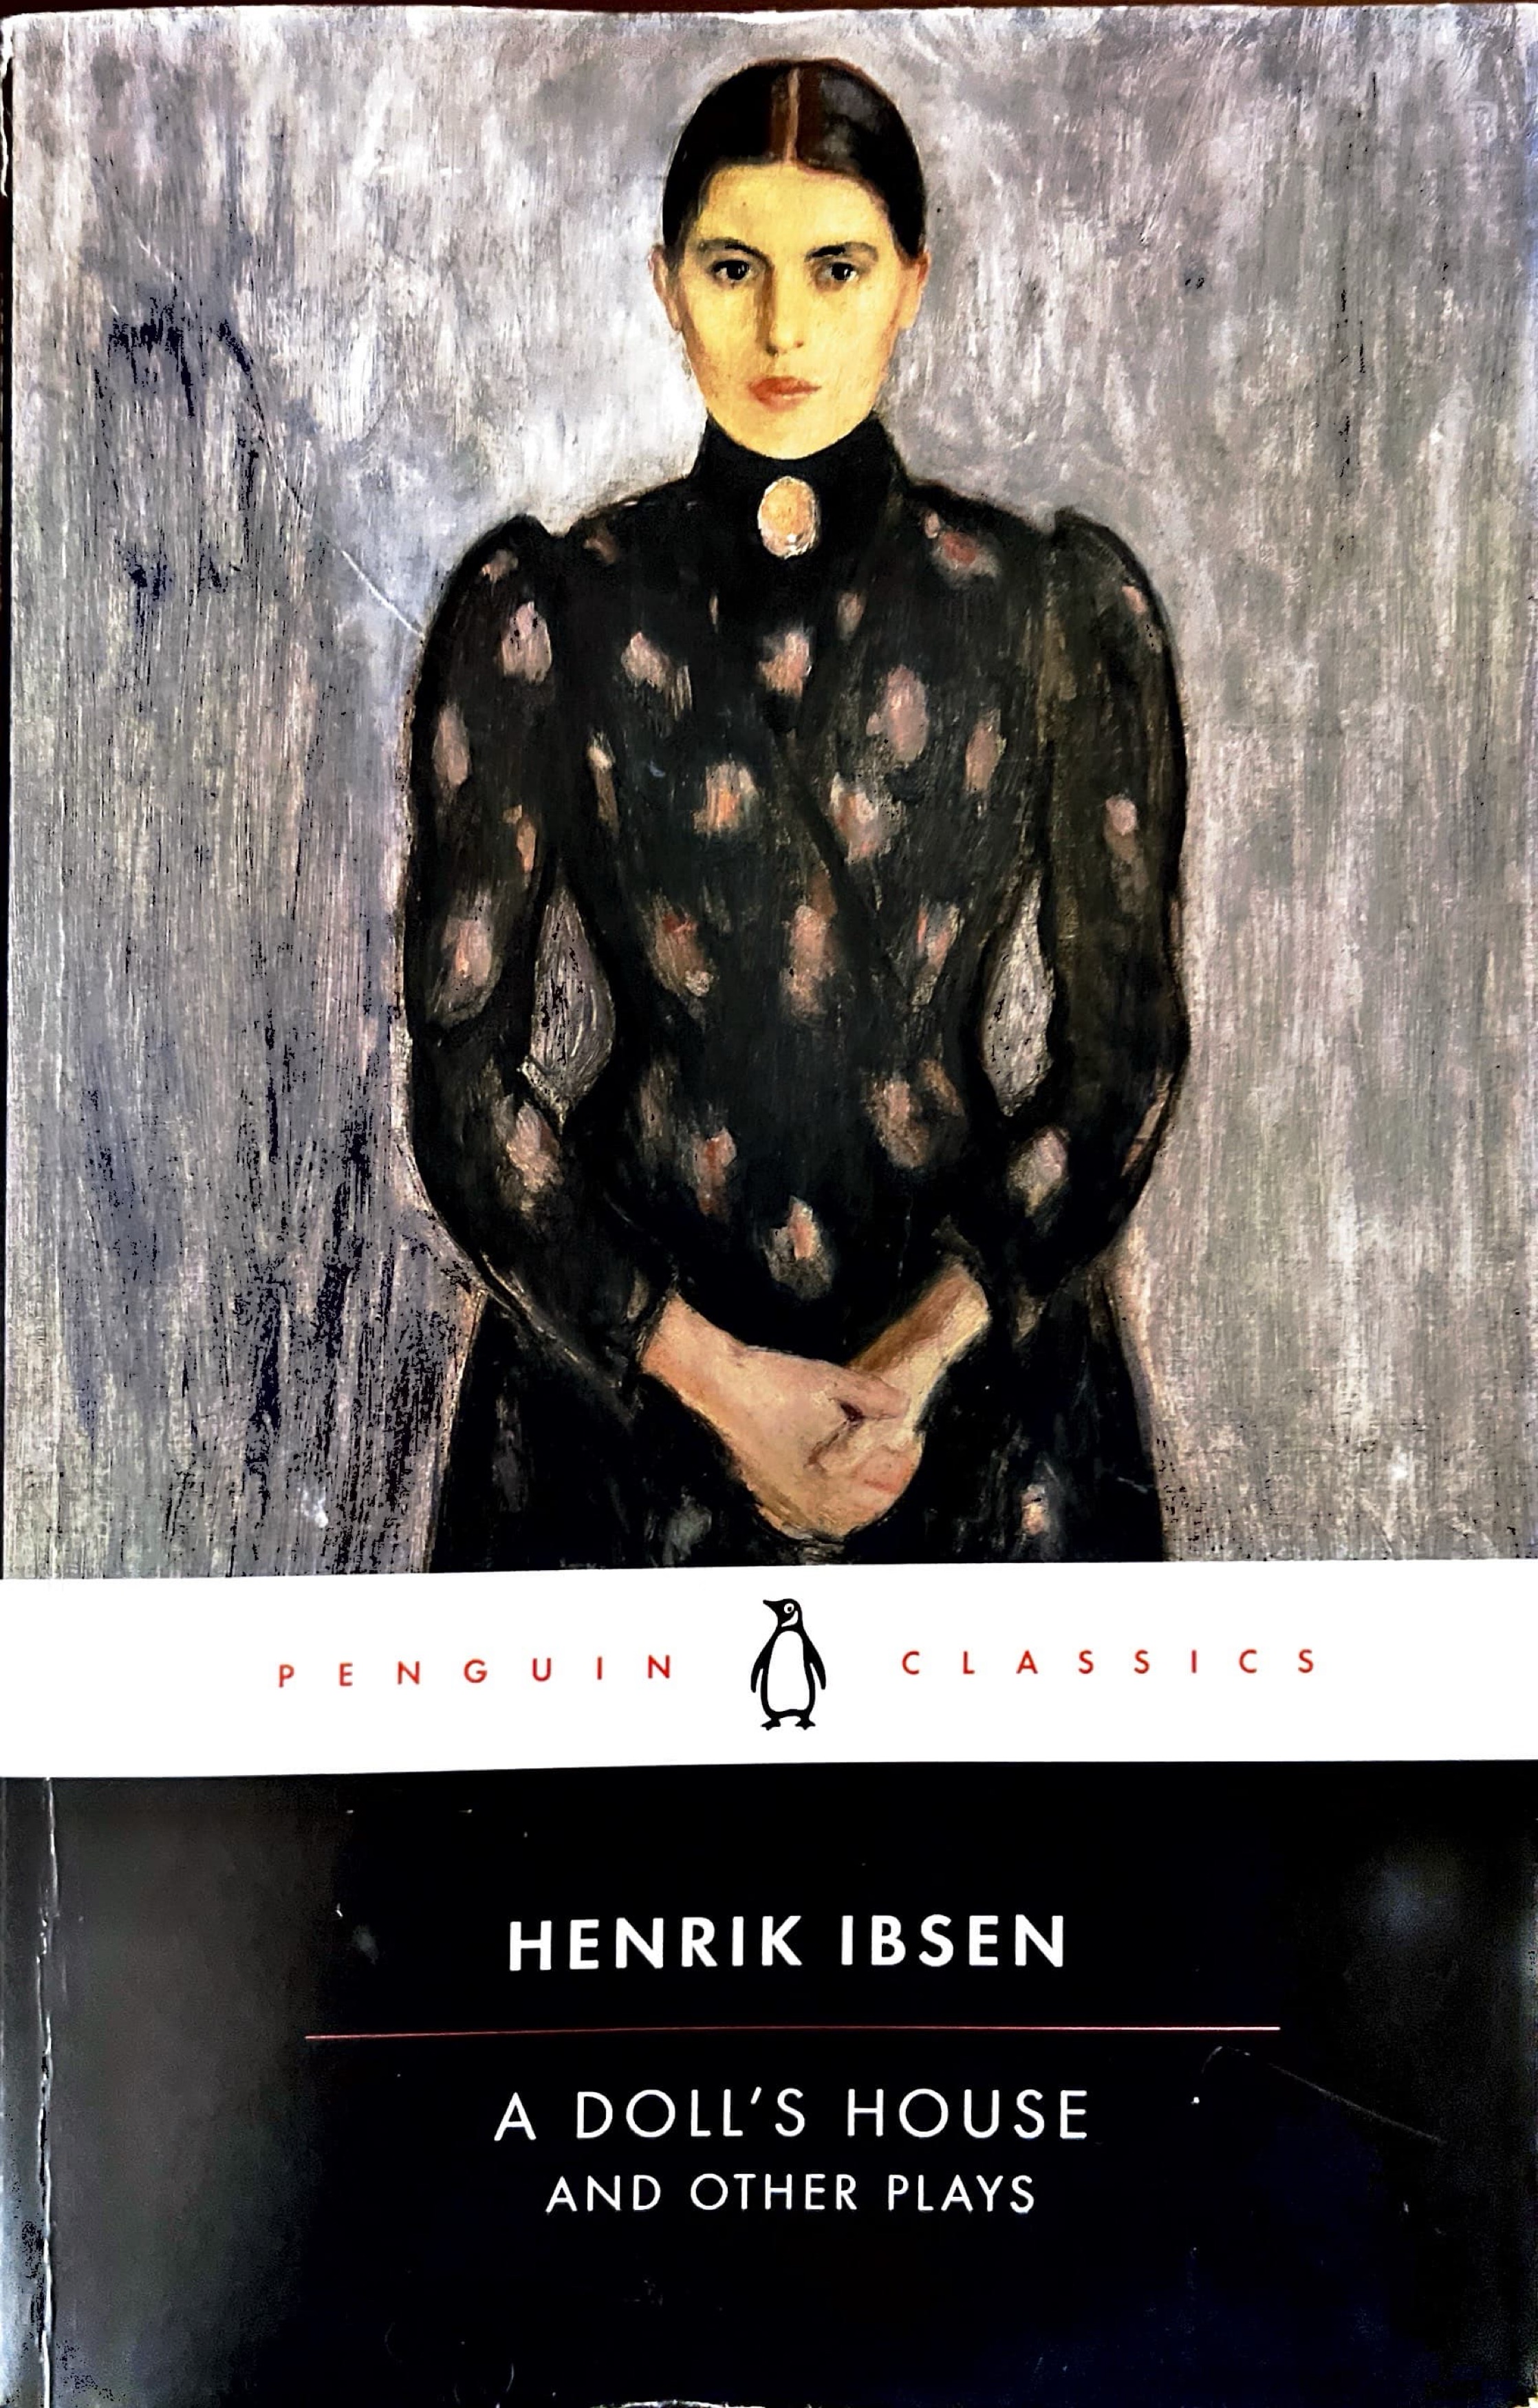 PENGUIN CLASSICS
HENRIK IBSEN
A DOLL'S HOUSE
AND OTHER PLAYS